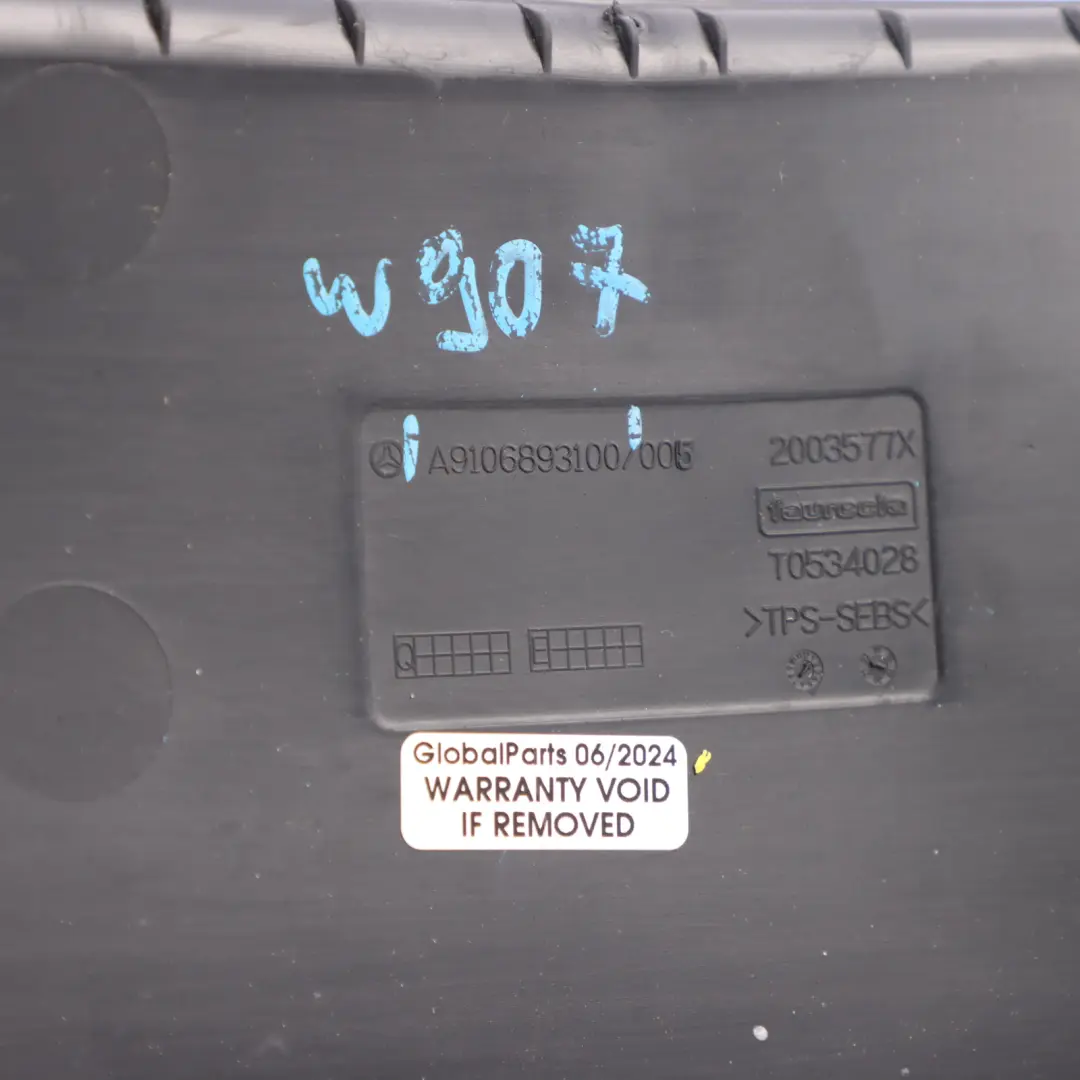 w907
A9106893100/005
2003577X
faurecia
T0534028
>TPS-SEBS<
Q E
GlobalParts 06/2024
WARRANTY VOID
IF REMOVED